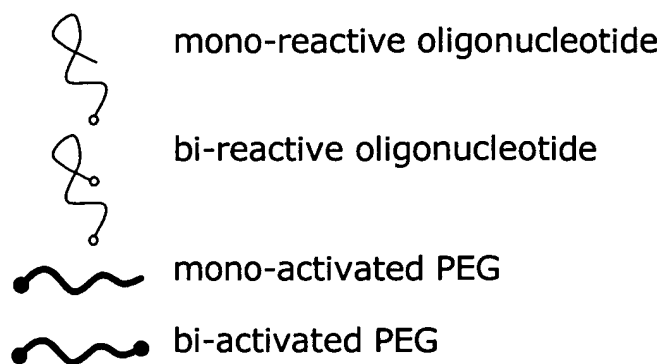 mono-reactive oligonucleotide
bi-reactive oligonucleotide
mono-activated PEG
bi-activated PEG